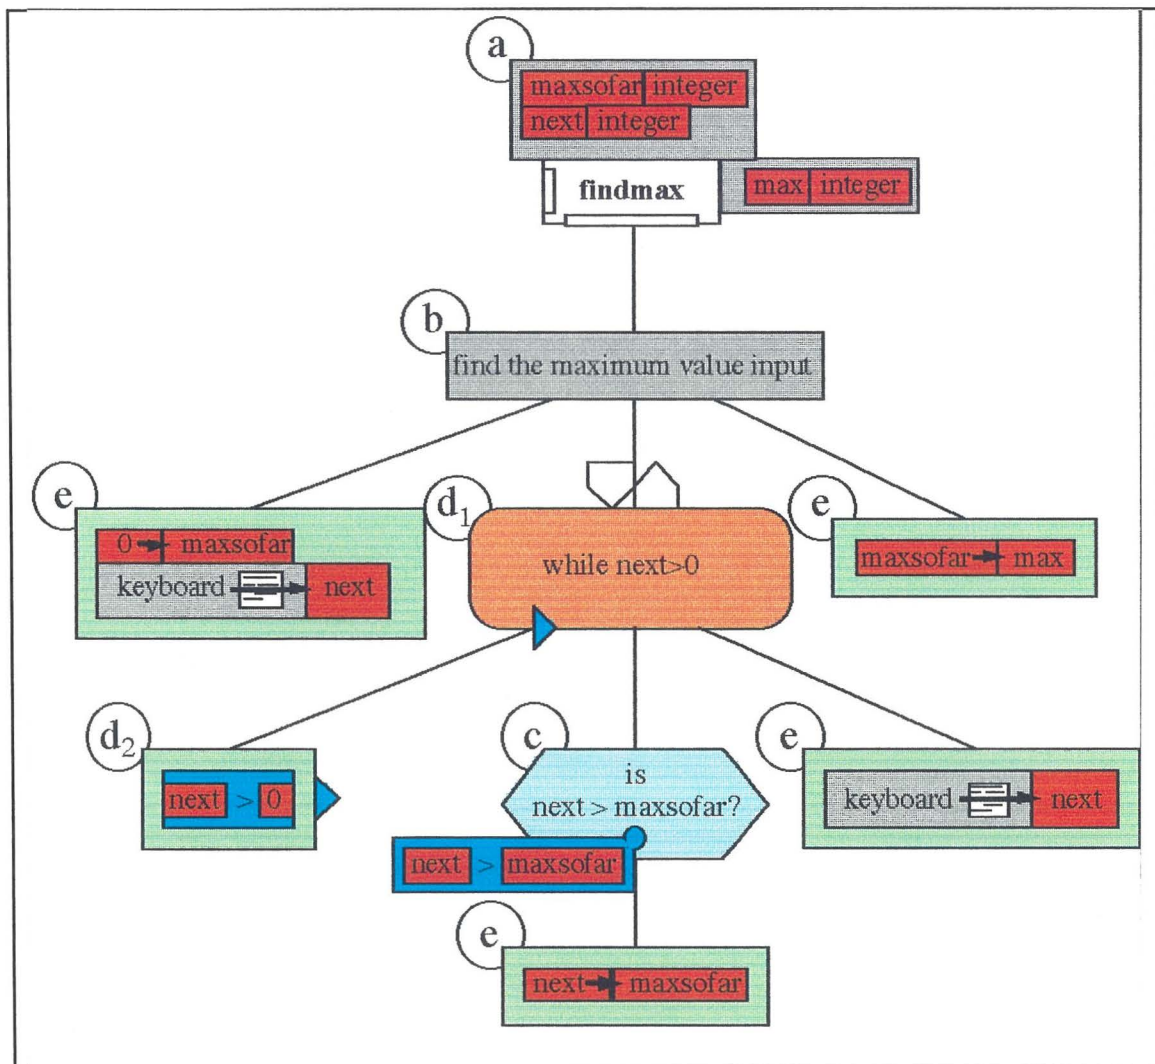 a
maxsofar integer
next integer
findmax
max integer
b
find the maximum value input
e
0 maxsofar
keyboard next
d1
while next>0
e
maxsofar max
d2
next > 0
c
is
next > maxsofar?
next > maxsofar
e
keyboard next
e
next maxsofar